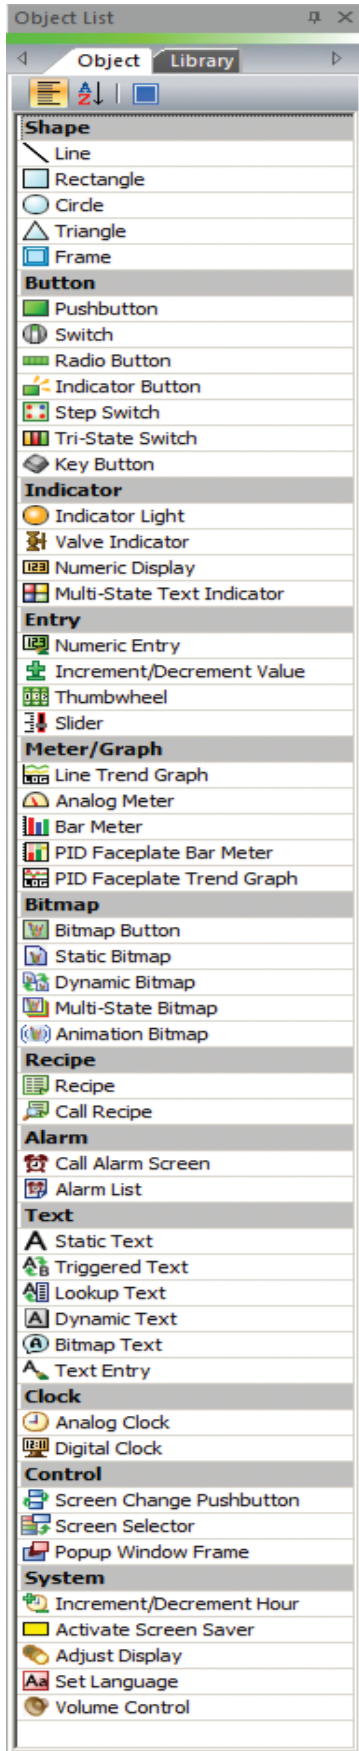 Object List
Object Library
Shape
Line
Rectangle
Circle
Triangle
Frame
Button
Pushbutton
Switch
Radio Button
Indicator Button
Step Switch
Tri-State Switch
Key Button
Indicator
Indicator Light
Valve Indicator
Numeric Display
Multi-State Text Indicator
Entry
Numeric Entry
Increment/Decrement Value
Thumbwheel
Slider
Meter/Graph
Line Trend Graph
Analog Meter
Bar Meter
PID Faceplate Bar Meter
PID Faceplate Trend Graph
Bitmap
Bitmap Button
Static Bitmap
Dynamic Bitmap
Multi-State Bitmap
Animation Bitmap
Recipe
Recipe
Call Recipe
Alarm
Call Alarm Screen
Alarm List
Text
Static Text
Triggered Text
Lookup Text
Dynamic Text
Bitmap Text
Text Entry
Clock
Analog Clock
Digital Clock
Control
Screen Change Pushbutton
Screen Selector
Popup Window Frame
System
Increment/Decrement Hour
Activate Screen Saver
Adjust Display
Set Language
Volume Control